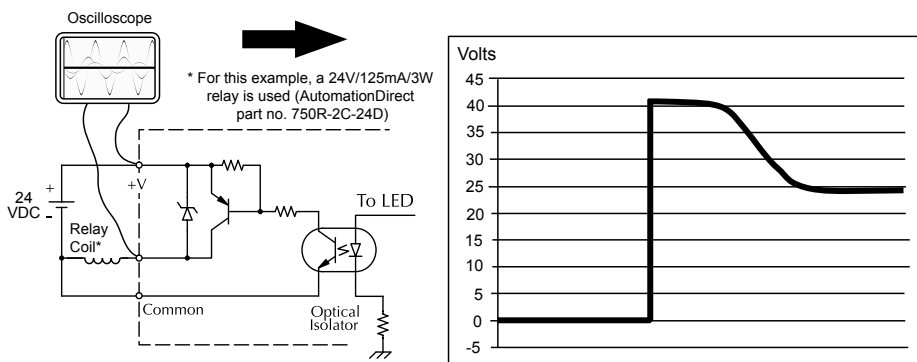 Oscilloscope
* For this example, a 24V/125mA/3W
relay is used (AutomationDirect
part no. 750R-2C-24D)
+V
24
VDC
+
-
Relay
Coil*
To LED
Common
Optical
Isolator
Volts
45
40
35
30
25
20
15
10
5
0
-5